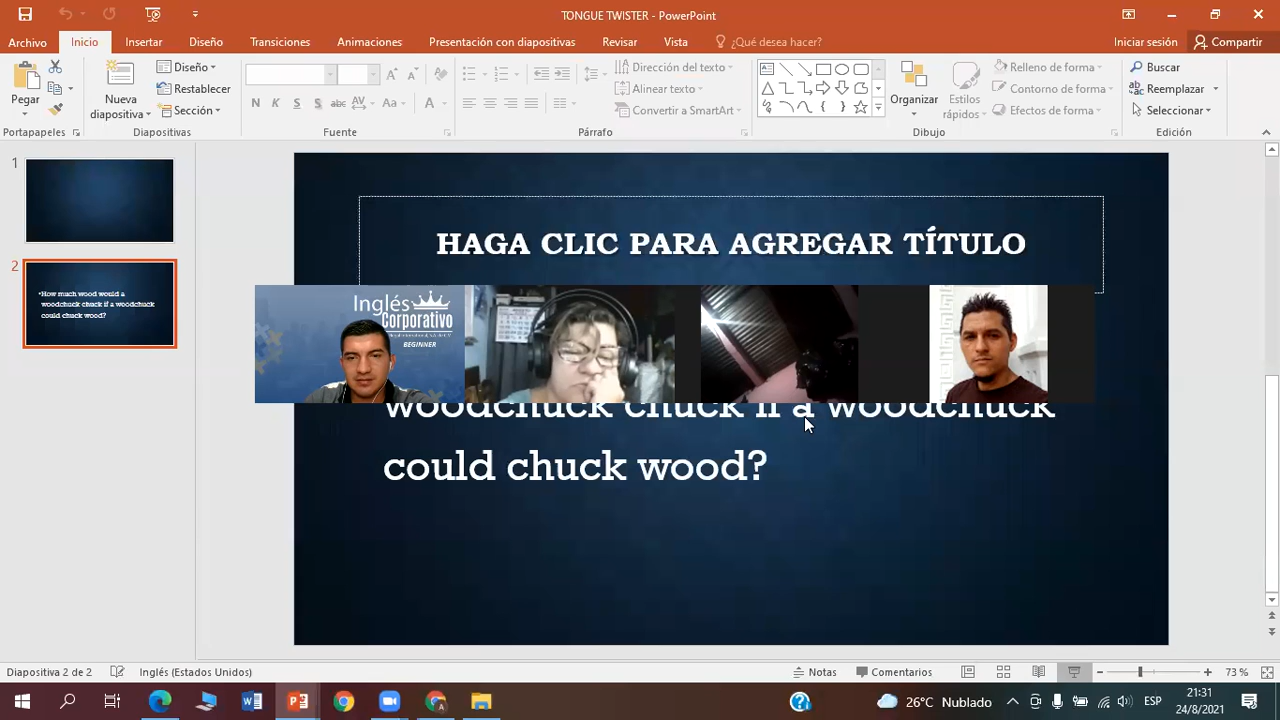 TONGUE TWISTER - PowerPoint
Archivo Inicio Insertar Diseño Transiciones Animaciones Presentación con diapositivas Revisar Vista ¿Qué desea hacer? Iniciar sesión Compartir
Pegar Nueva diapositiva Diseño Restablecer Sección
N K S S abc AV Aa A
Dirección del texto
Alinear texto
Convertir a SmartArt
Organizar Estilos rápidos
Relleno de forma
Contorno de forma
Efectos de forma
Buscar
Reemplazar
Seleccionar
Portapapeles Diapositivas Fuente Párrafo Dibujo Edición
1
2
•How much wood would a
woodchuck chuck if a woodchuck
could chuck wood?
HAGA CLIC PARA AGREGAR TÍTULO
Inglés
Corporativo
BEGINNER
woodchuck chuck if a woodchuck
could chuck wood?
Diapositiva 2 de 2 Inglés (Estados Unidos) Notas Comentarios 73 %
26°C Nublado ESP 21:31
24/8/2021